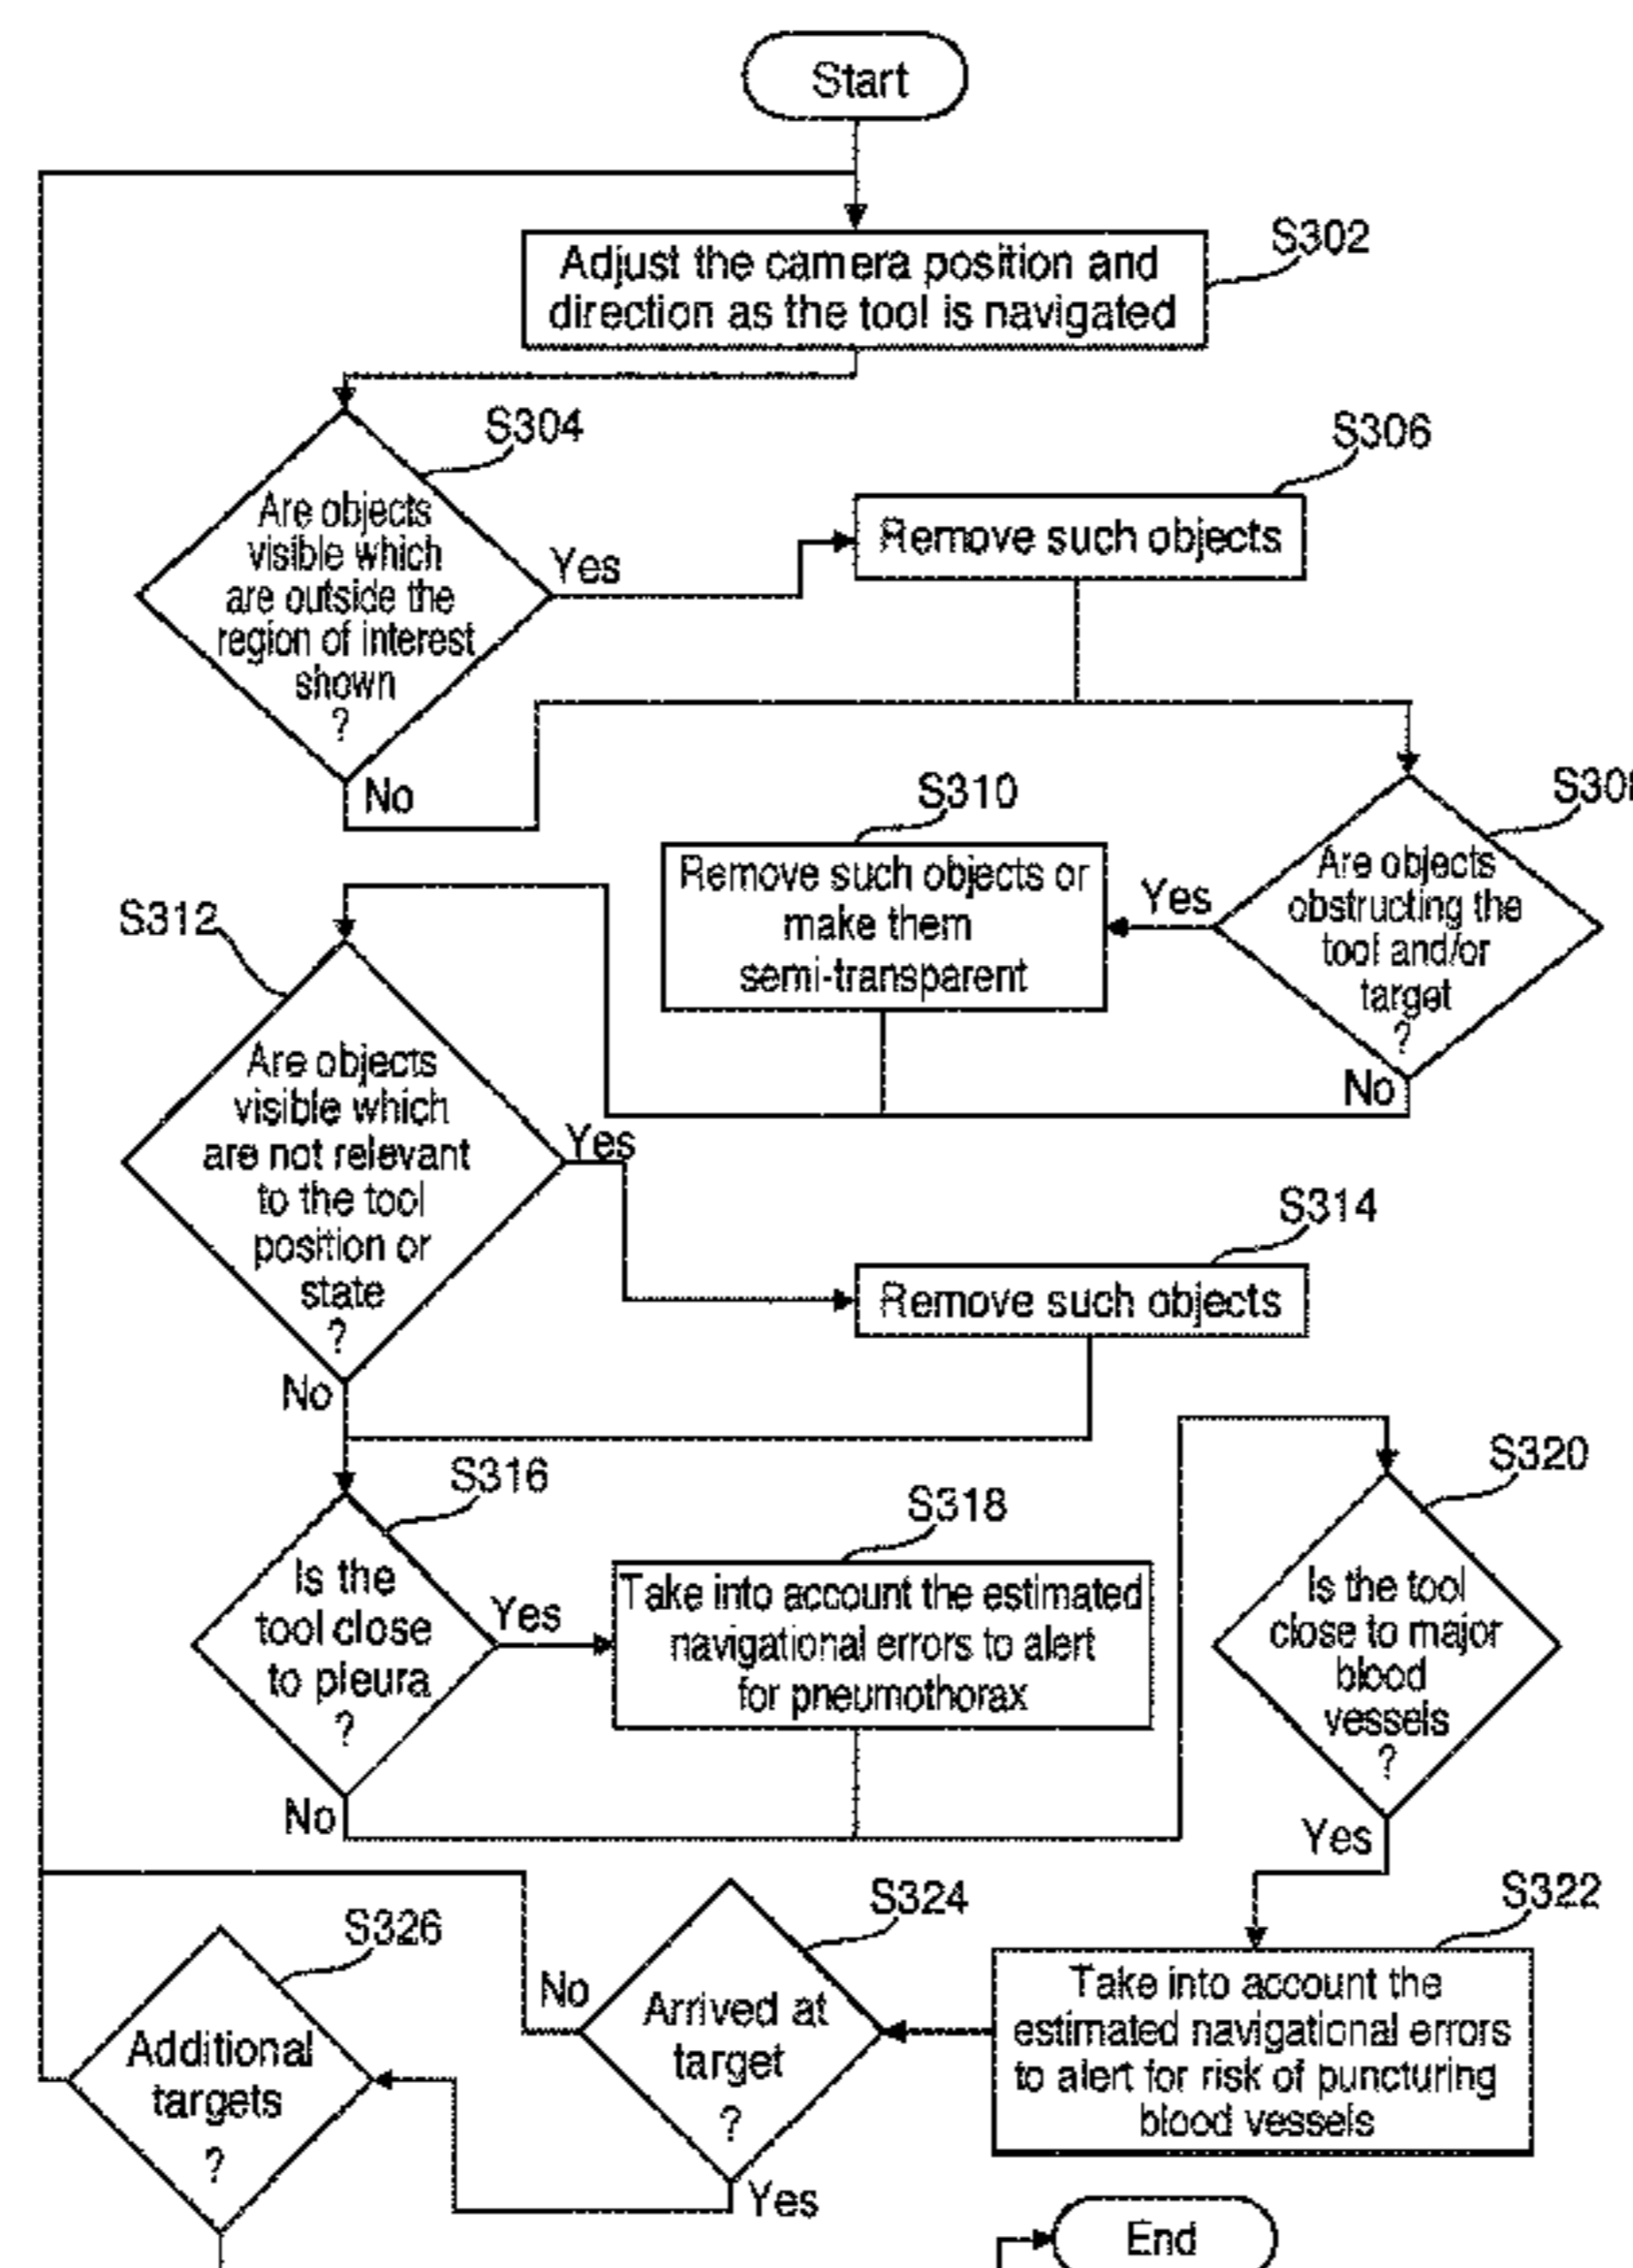 Start
S302
Adjust the camera position and
direction as the tool is navigated
S304
Are objects
visible which
are outside the
region of interest
shown
?
Yes
No
S306
Remove such objects
S308
Are objects
obstructing the
tool and/or
target
?
Yes
No
S310
Remove such objects or
make them
semi-transparent
S312
Are objects
visible which
are not relevant
to the tool
position or
state
?
Yes
No
S314
Remove such objects
S316
Is the
tool close
to pleura
?
Yes
No
S318
Take into account the estimated
navigational errors to alert
for pneumothorax
S320
Is the tool
close to major
blood
vessels
?
Yes
S322
Take into account the
estimated navigational errors
to alert for risk of puncturing
blood vessels
S324
Arrived at
target
?
No
Yes
S326
Additional
targets
?
End